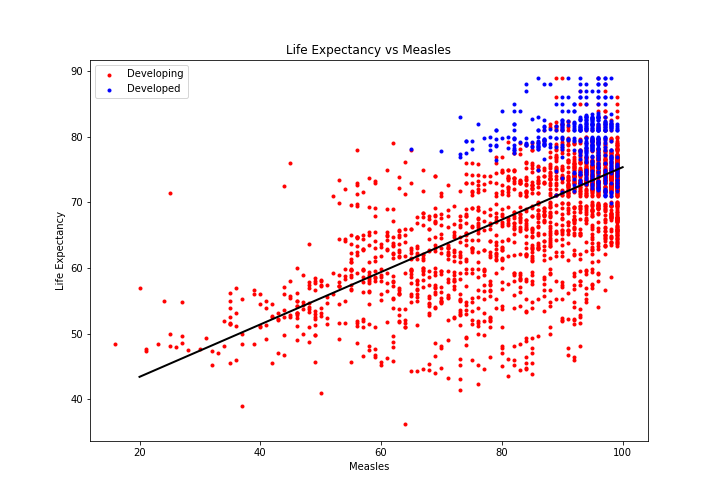 Life Expectancy vs Measles
Developing
Developed
90
80
70
60
50
40
Life Expectancy
20 40 60 80 100
Measles